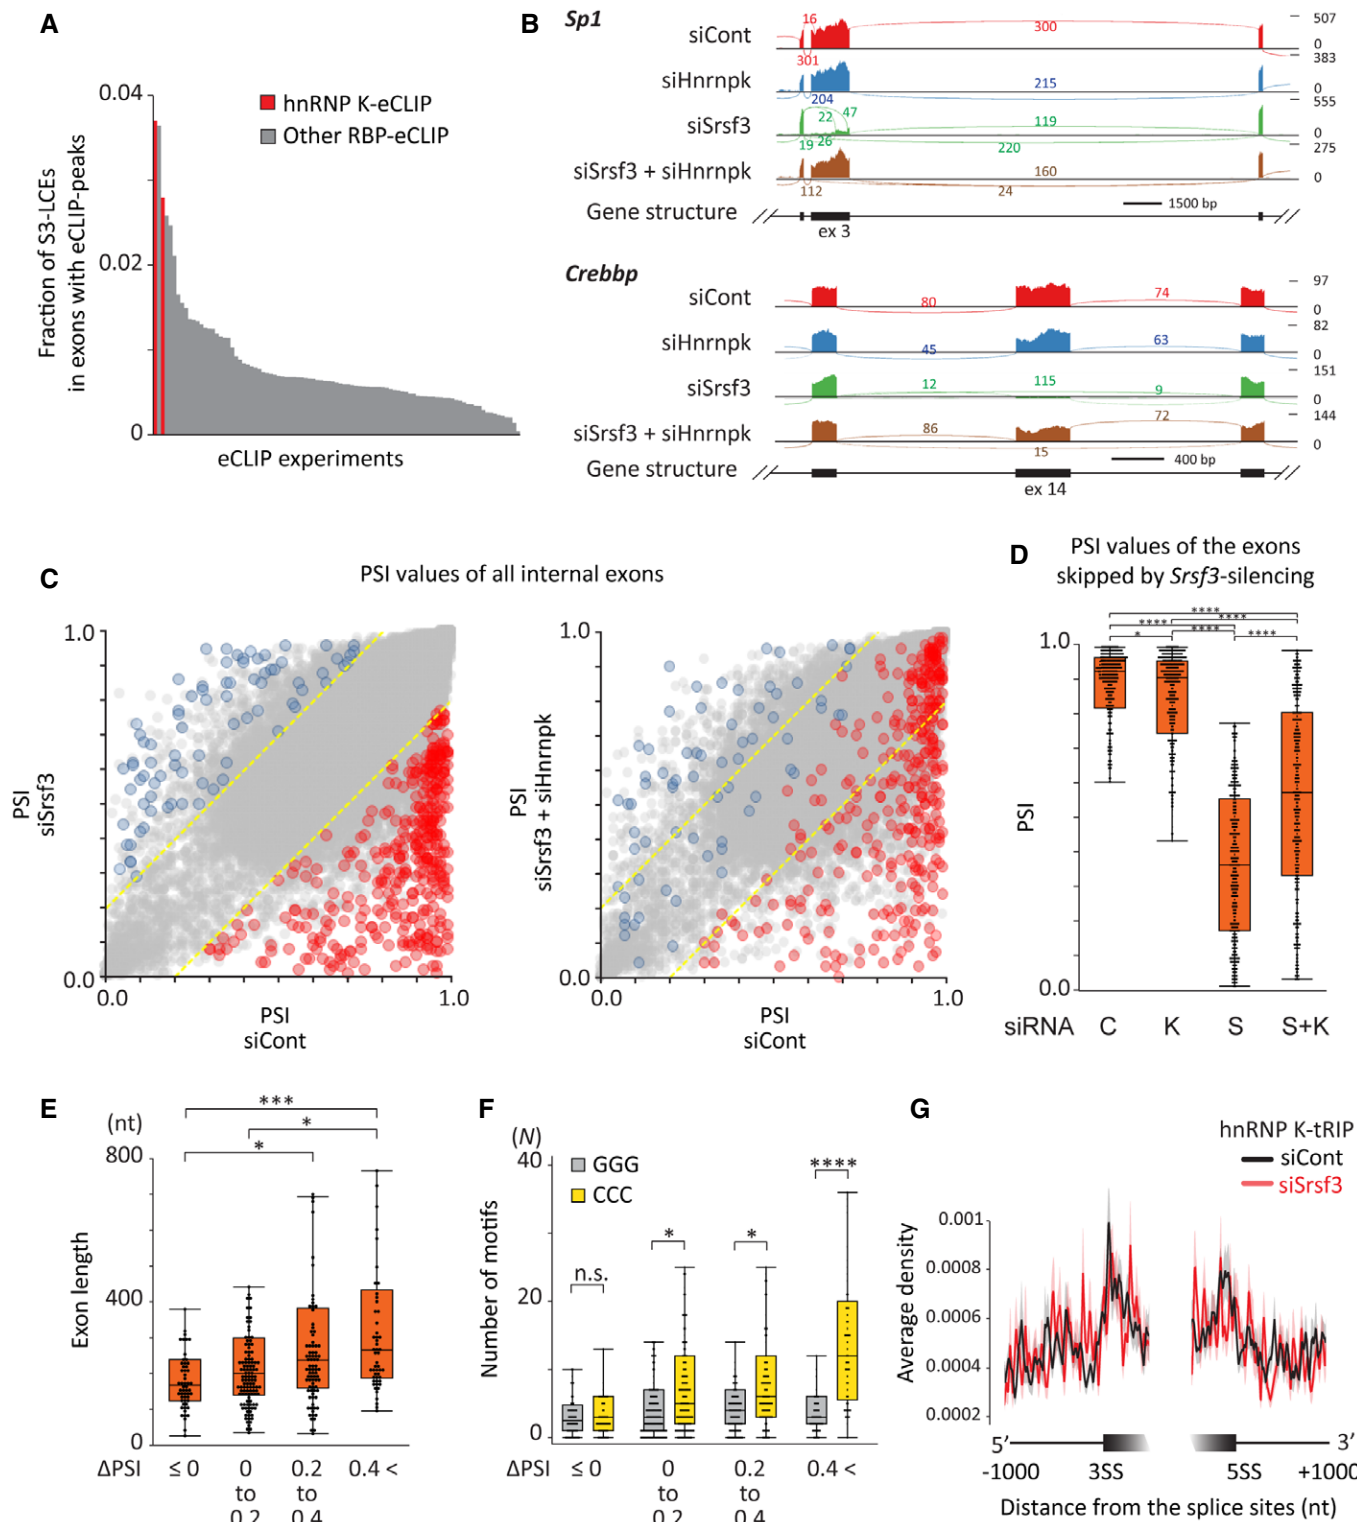 A
0.04
0.02
0
Fraction of S3-LCEs
in exons with eCLIP-peaks
hnRNP K-eCLIP
Other RBP-eCLIP
eCLIP experiments
B
Sp1
siCont
16
300
301
507
0
siHnrnpk
215
204
383
0
siSrsf3
22
47
119
19
26
220
555
0
siSrsf3 + siHnrnpk
160
112
24
275
0
1500 bp
Gene structure
ex 3
Crebbp
siCont
80
74
97
0
siHnrnpk
45
63
82
0
siSrsf3
12
115
9
151
0
siSrsf3 + siHnrnpk
86
72
15
144
0
400 bp
Gene structure
ex 14
C
PSI values of all internal exons
1.0
0.0
PSI
siSrsf3
0.0
1.0
PSI
siCont
1.0
0.0
PSI
siSrsf3 + siHnrnpk
0.0
1.0
PSI
siCont
D
PSI values of the exons
skipped by Srsf3-silencing
****
****
****
****
*
****
1.0
0.0
PSI
siRNA C K S S+K
E
(nt)
800
400
0
Exon length
***
*
*
ΔPSI
≤ 0
0
to
0.2
0.2
to
0.4
0.4 <
F
(N)
40
20
0
Number of motifs
GGG
CCC
n.s.
*
*
****
≤ 0
0
to
0.2
0.2
to
0.4
0.4 <
G
hnRNP K-tRIP
siCont
siSrsf3
0.001
0.0008
0.0006
0.0004
0.0002
Average density
5’
3’
-1000
3SS
5SS
+1000
Distance from the splice sites (nt)